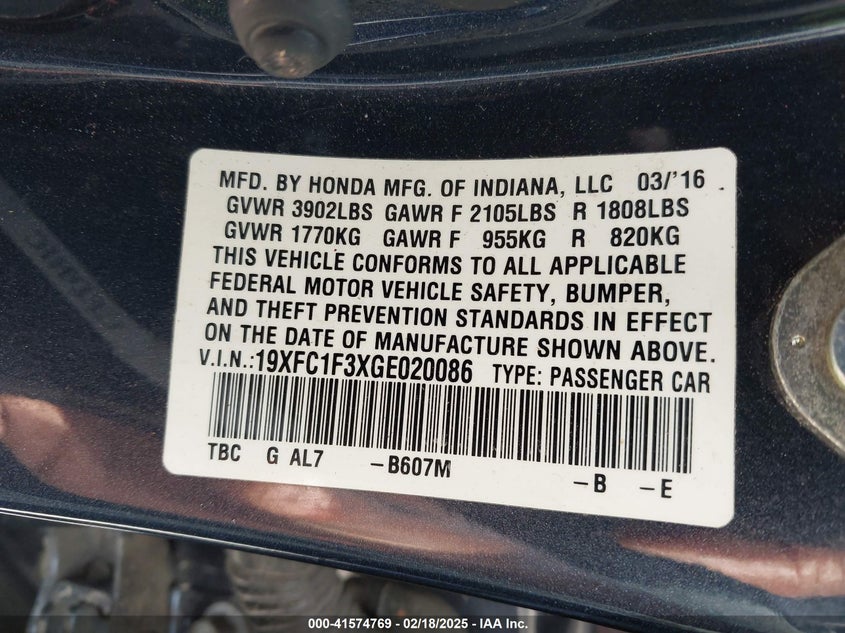 MFD. BY HONDA MFG. OF INDIANA, LLC 03/'16
GVWR 3902LBS GAWR F 2105LBS R 1808LBS
GVWR 1770KG GAWR F 955KG R 820KG
THIS VEHICLE CONFORMS TO ALL APPLICABLE
FEDERAL MOTOR VEHICLE SAFETY, BUMPER,
AND THEFT PREVENTION STANDARDS IN EFFECT
ON THE DATE OF MANUFACTURE SHOWN ABOVE.
V.I.N.:19XFC1F3XGE020086 TYPE: PASSENGER CAR
TBC G AL7 -B607M -B -E
000-41574769 - 02/18/2025 - IAA Inc.